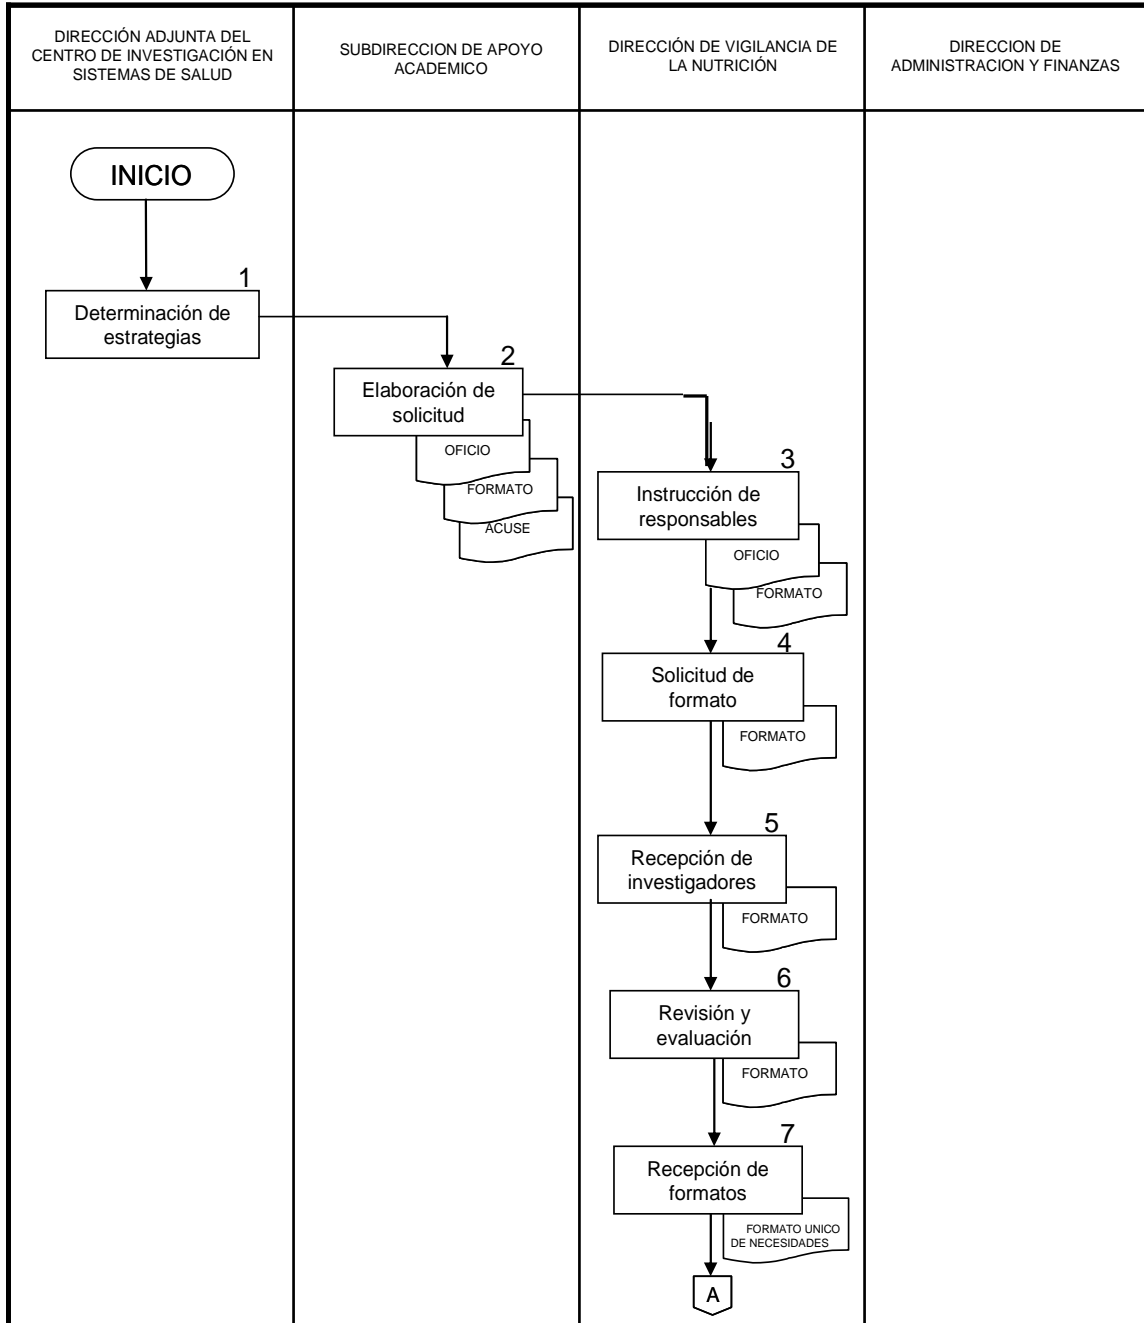 DIRECCIÓN ADJUNTA DEL
CENTRO DE INVESTIGACIÓN EN
SISTEMAS DE SALUD
SUBDIRECCION DE APOYO
ACADEMICO
DIRECCIÓN DE VIGILANCIA DE
LA NUTRICIÓN
DIRECCION DE
ADMINISTRACION Y FINANZAS
INICIO
1
Determinación de
estrategias
2
Elaboración de
solicitud
OFICIO
FORMATO
ACUSE
3
Instrucción de
responsables
OFICIO
FORMATO
4
Solicitud de
formato
FORMATO
5
Recepción de
investigadores
FORMATO
6
Revisión y
evaluación
FORMATO
7
Recepción de
formatos
FORMATO UNICO
DE NECESIDADES
A